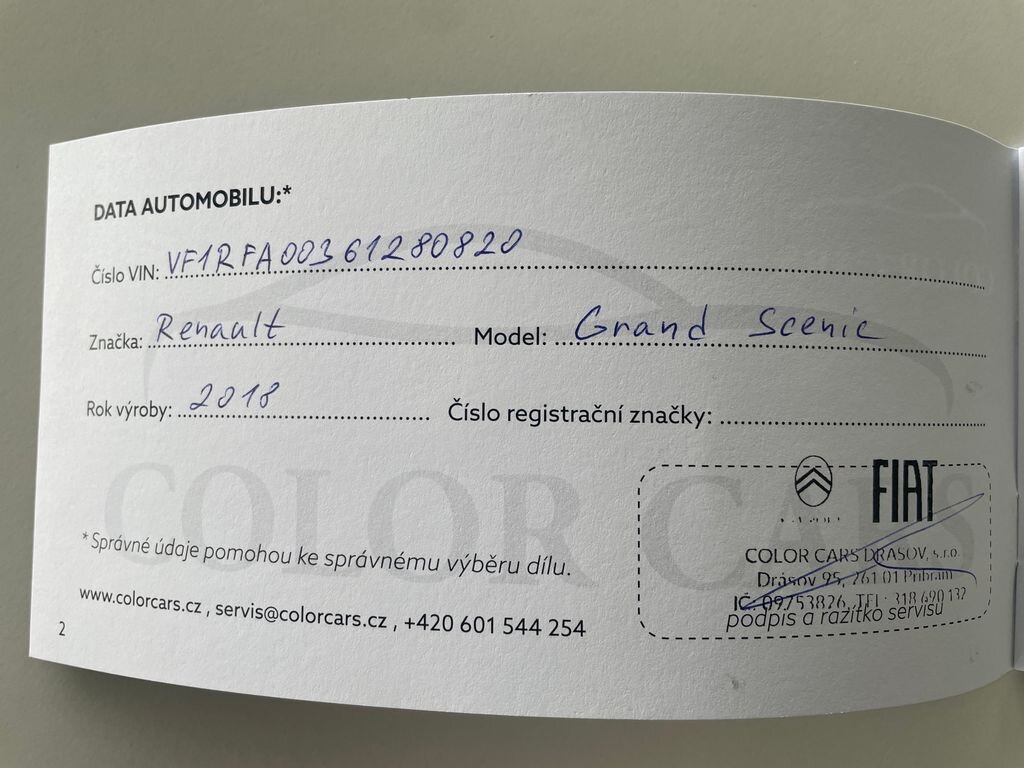 DATA AUTOMOBILU:*
Číslo VIN: VF1RFA00361280820
Značka: Renault Model: Grand Scenic
Rok výroby: 2018 Číslo registrační značky:
COLOR CARS
FIAT
*Správné údaje pomohou ke správnému výběru dílu.
COLOR CARS DRASOV, s.r.o.
Drásov 95, 261 01 Příbram
IČ: 09753826, TEL: 318 690 132
podpis a razítko servisu
www.colorcars.cz , servis@colorcars.cz , +420 601 544 254
2